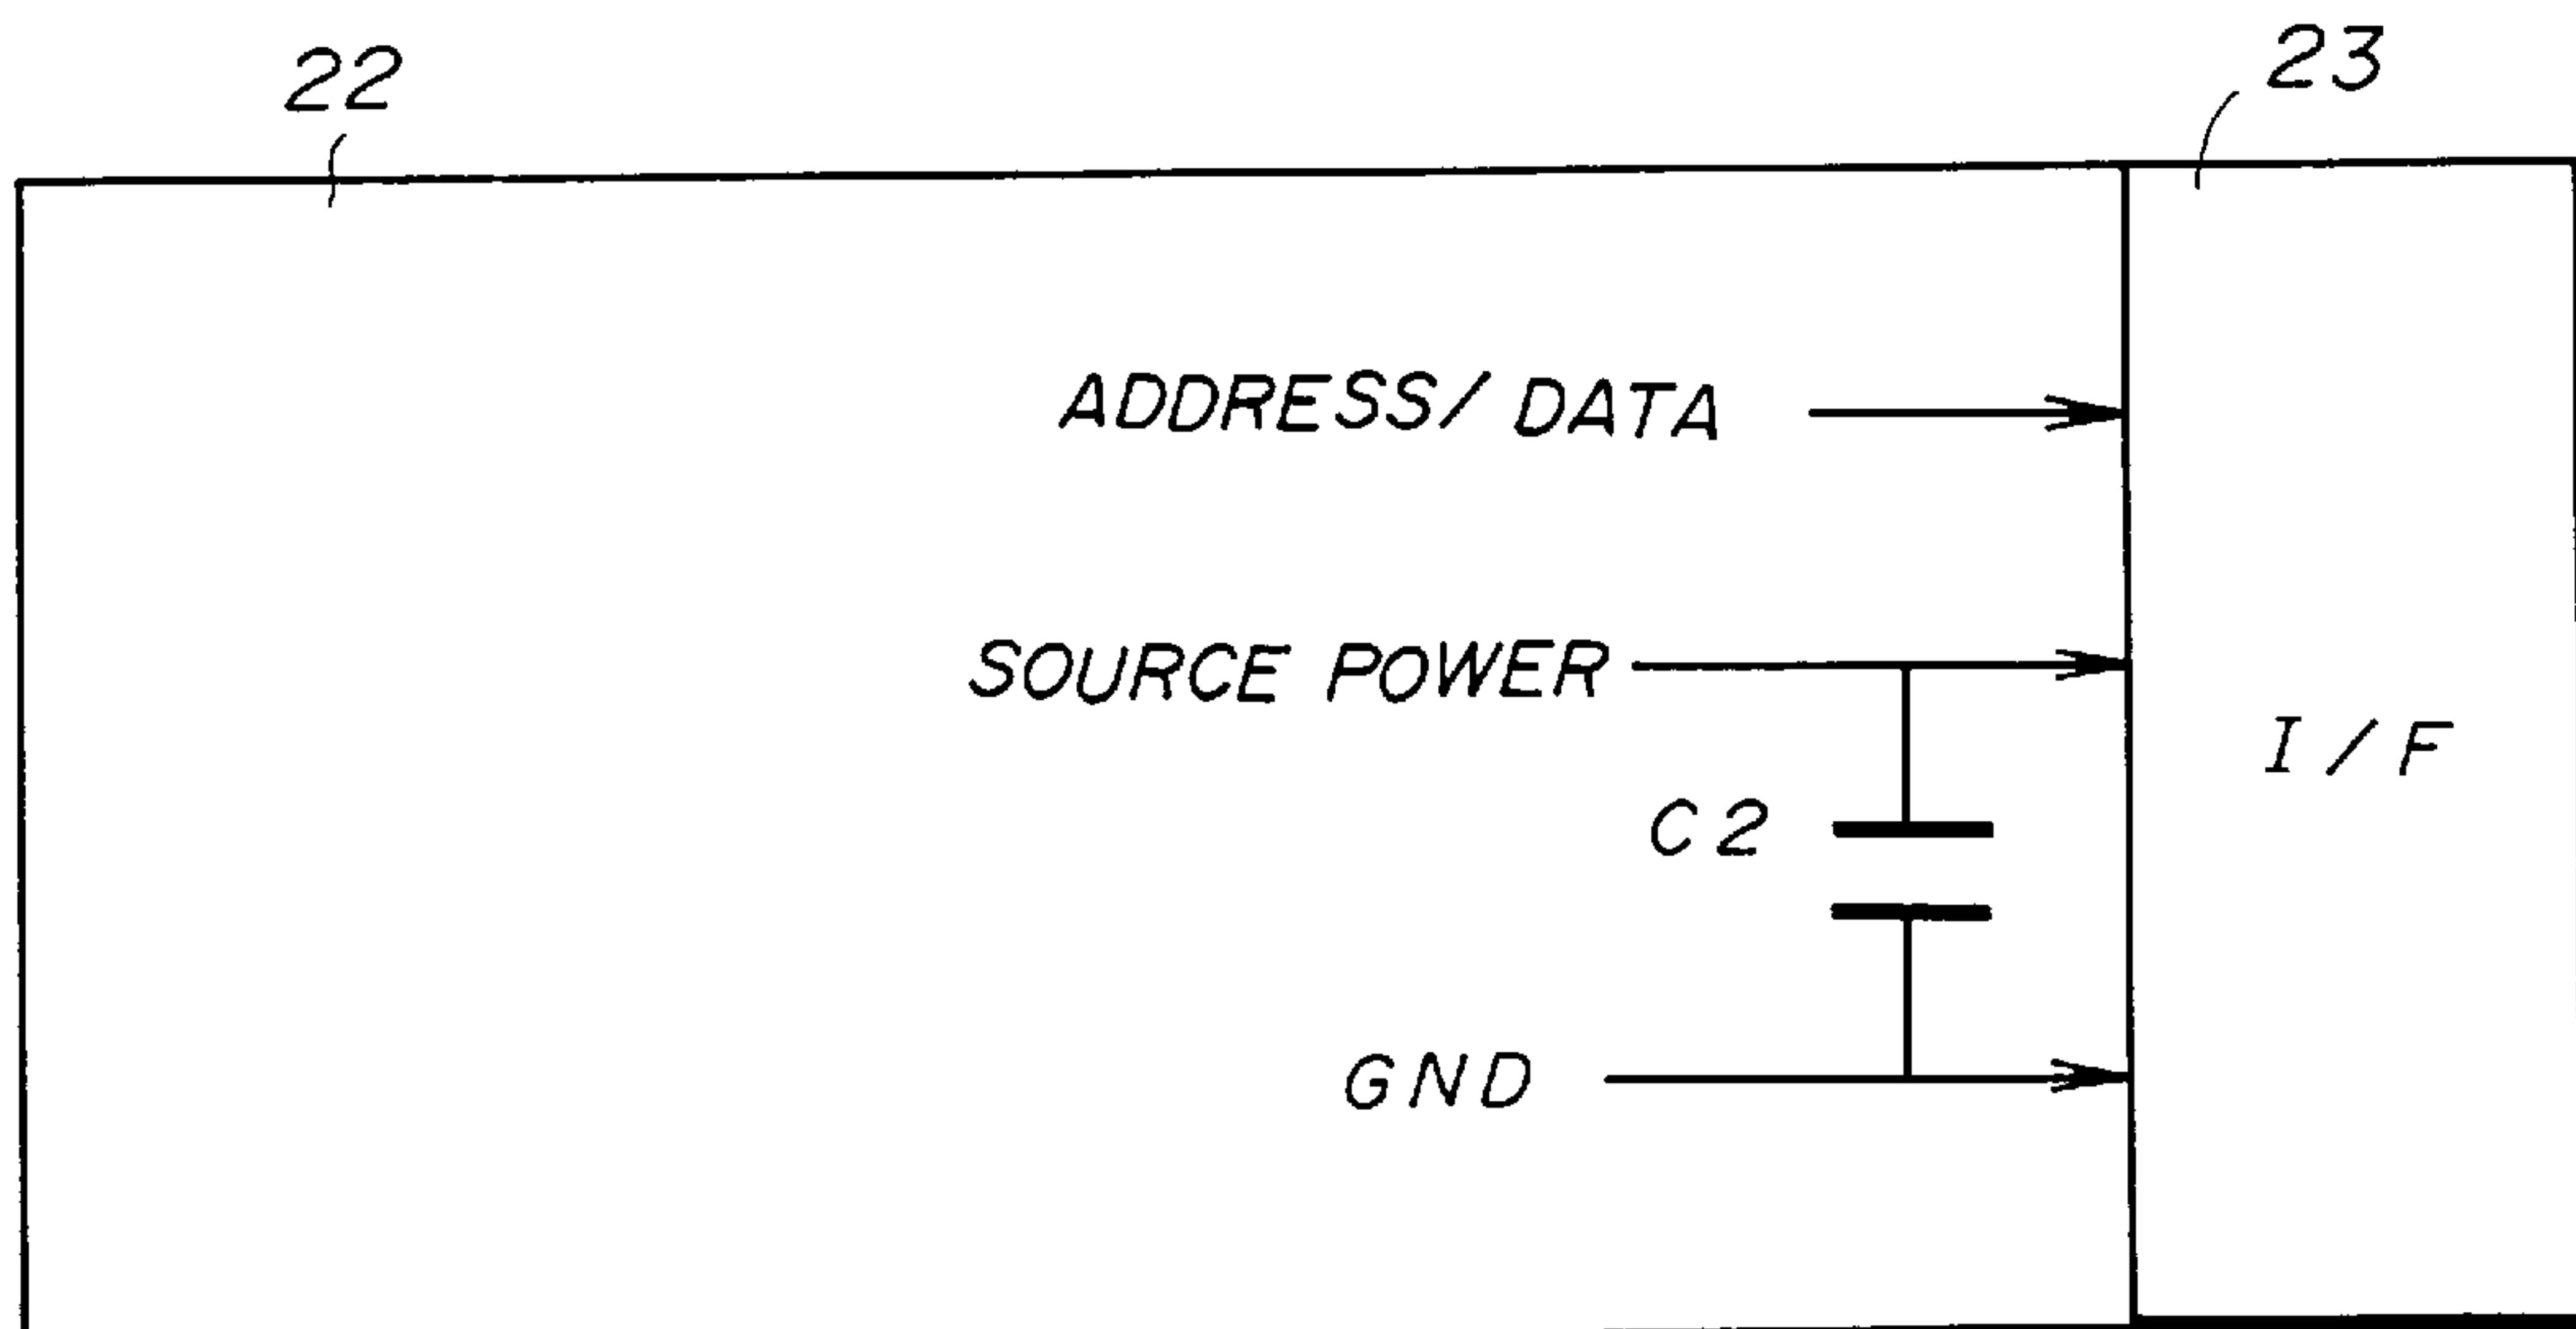 22
23
ADDRESS/ DATA
SOURCE POWER
I/F
C2
GND